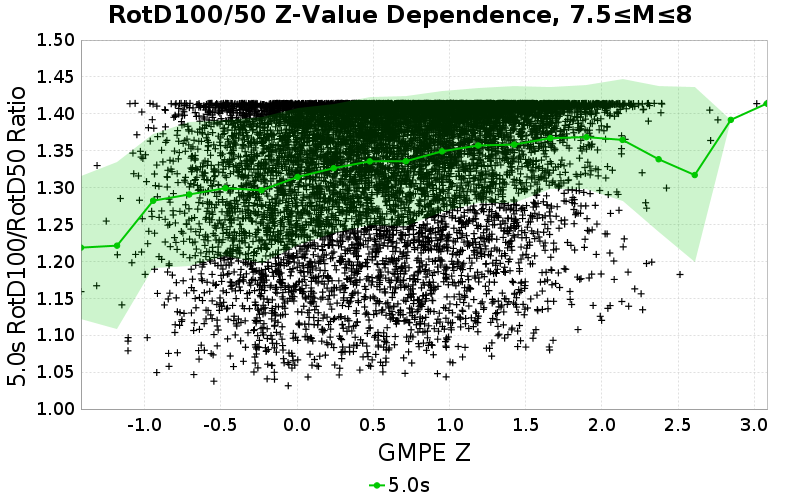 RotD100/50 Z-Value Dependence, 7.5≤M≤8
5.0s RotD100/RotD50 Ratio
1.50
1.45
1.40
1.35
1.30
1.25
1.20
1.15
1.10
1.05
1.00
-1.0 -0.5 0.0 0.5 1.0 1.5 2.0 2.5 3.0
GMPE Z
5.0s